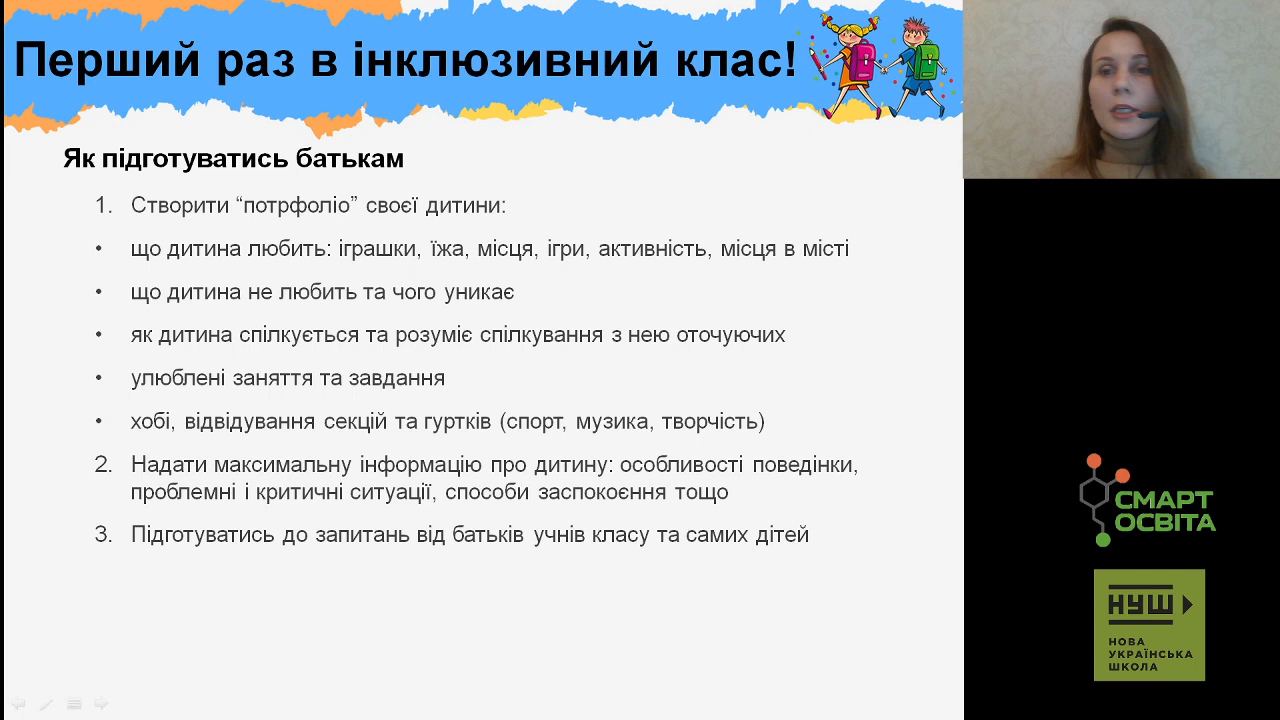 Перший раз в інклюзивний клас!
Як підготуватись батькам
1. Створити “потрфоліо” своєї дитини:
• що дитина любить: іграшки, їжа, місця, ігри, активність, місця в місті
• що дитина не любить та чого уникає
• як дитина спілкується та розуміє спілкування з нею оточуючих
• улюблені заняття та завдання
• хобі, відвідування секцій та гуртків (спорт, музика, творчість)
2. Надати максимальну інформацію про дитину: особливості поведінки,
проблемні і критичні ситуації, способи заспокоєння тощо
3. Підготуватись до запитань від батьків учнів класу та самих дітей
СМАРТ
ОСВІТА
НУШ
НОВА
УКРАЇНСЬКА
ШКОЛА